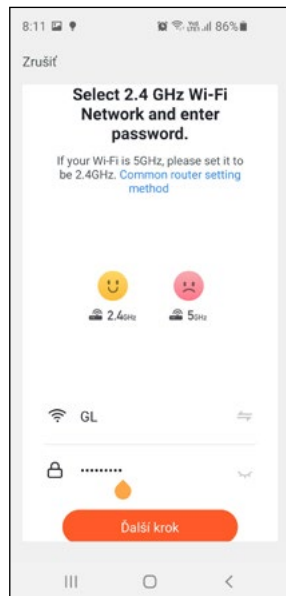 8:11 86%
Zrušiť
Select 2.4 GHz Wi-Fi
Network and enter
password.
If your Wi-Fi is 5GHz, please set it to
be 2.4GHz. Common router setting
method
2.4GHz 5GHz
GL
•••••••••
Ďalší krok